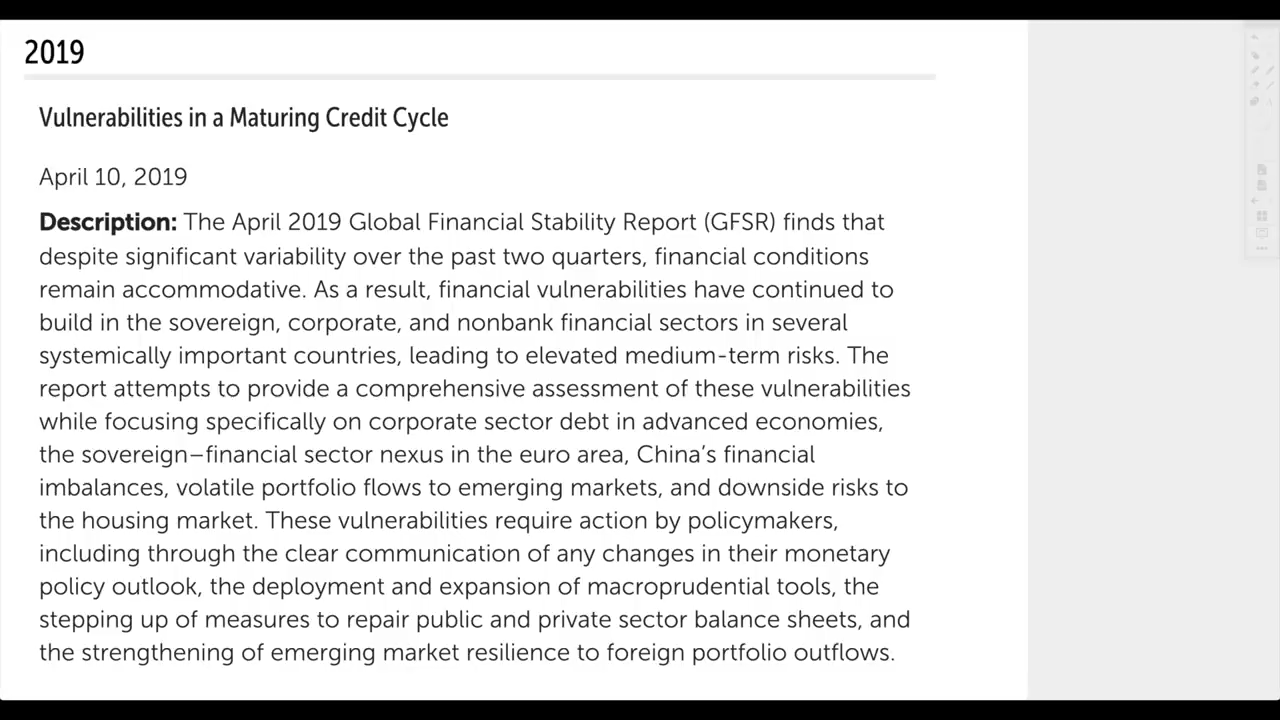 2019
Vulnerabilities in a Maturing Credit Cycle
April 10, 2019
Description: The April 2019 Global Financial Stability Report (GFSR) finds that
despite significant variability over the past two quarters, financial conditions
remain accommodative. As a result, financial vulnerabilities have continued to
build in the sovereign, corporate, and nonbank financial sectors in several
systemically important countries, leading to elevated medium-term risks. The
report attempts to provide a comprehensive assessment of these vulnerabilities
while focusing specifically on corporate sector debt in advanced economies,
the sovereign–financial sector nexus in the euro area, China's financial
imbalances, volatile portfolio flows to emerging markets, and downside risks to
the housing market. These vulnerabilities require action by policymakers,
including through the clear communication of any changes in their monetary
policy outlook, the deployment and expansion of macroprudential tools, the
stepping up of measures to repair public and private sector balance sheets, and
the strengthening of emerging market resilience to foreign portfolio outflows.